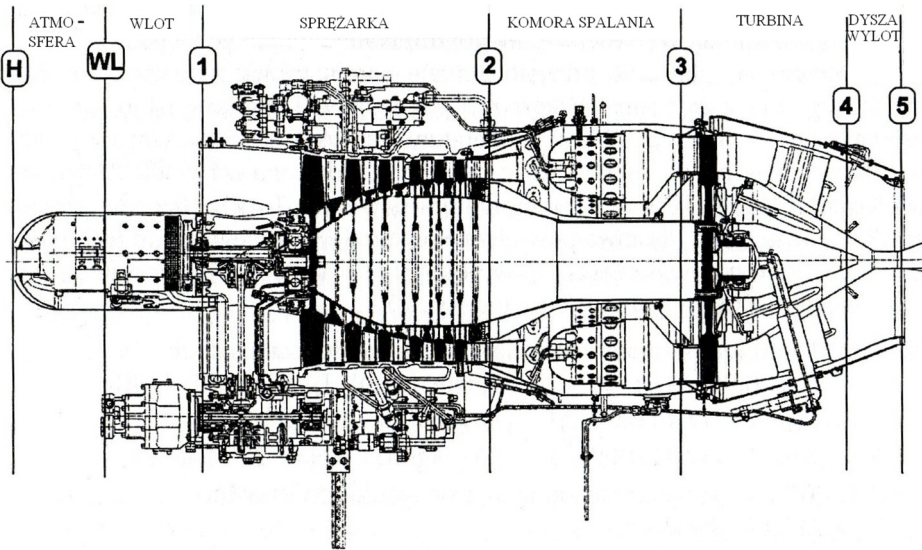 ATMO -
SFERA
WLOT
SPRĘŻARKA
KOMORA SPALANIA
TURBINA
DYSZA
WYLOT
H
WL
1
2
3
4
5